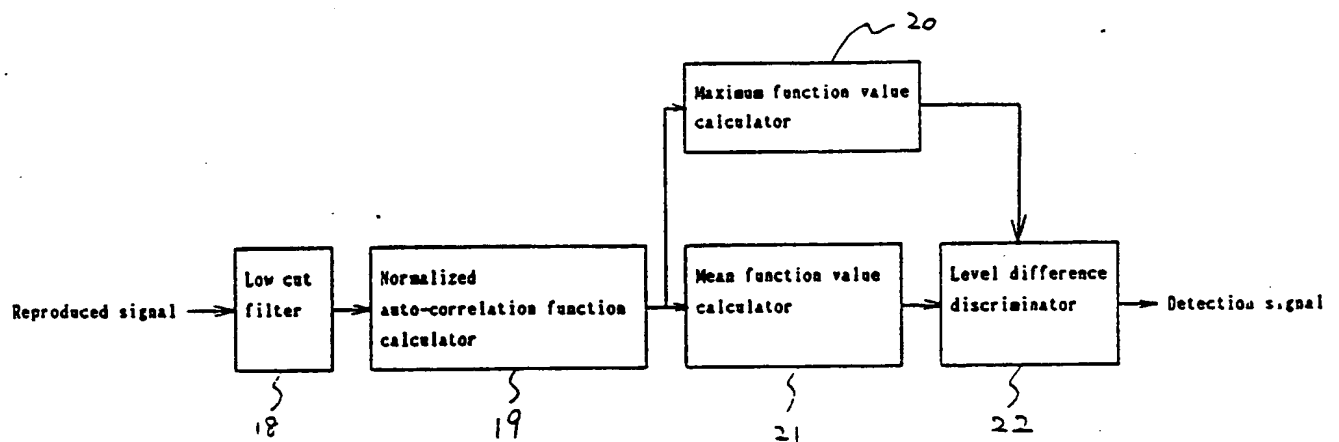 20
Maximum function value
calculator
Reproduced signal
Low cut
filter
Normalized
auto-correlation function
calculator
Mean function value
calculator
Level difference
discriminator
Detection signal
18
19
21
22